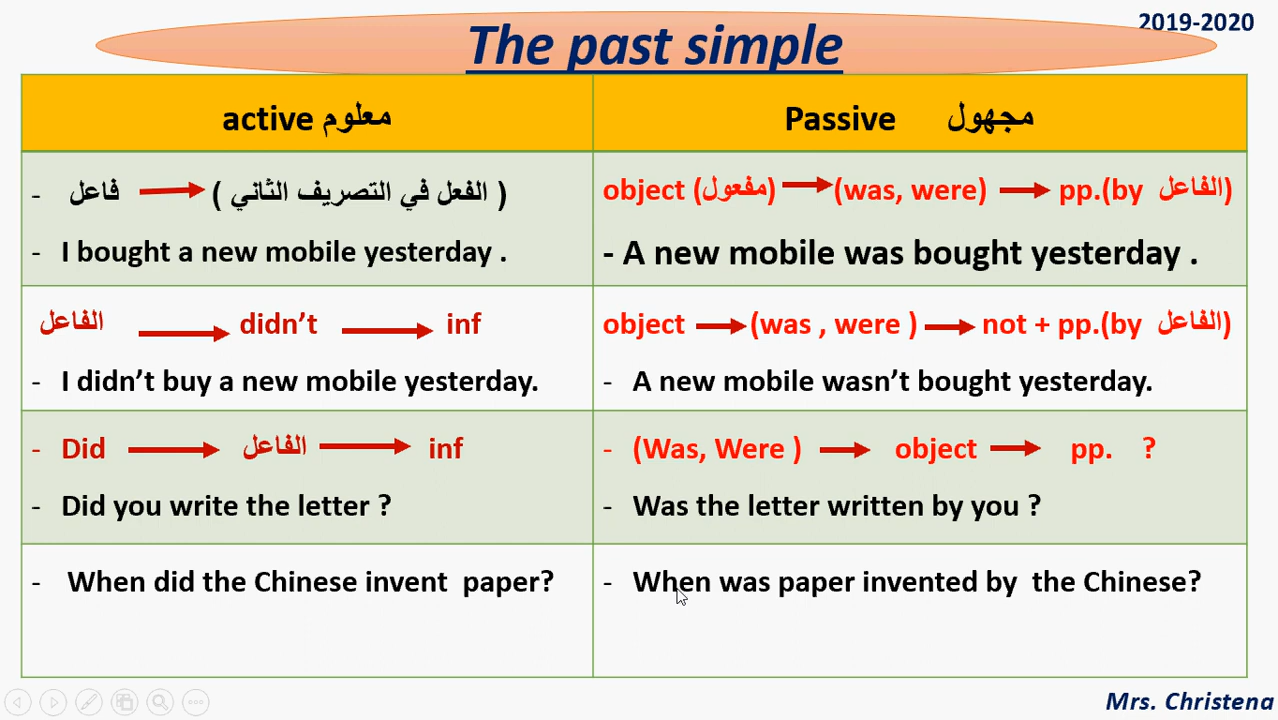 2019-2020
The past simple
active معلوم
Passive مجهول
- فاعل → ( الفعل في التصريف الثاني )
- I bought a new mobile yesterday .
object (مفعول) → (was, were) → pp.(by الفاعل)
- A new mobile was bought yesterday .
الفاعل → didn’t → inf
- I didn’t buy a new mobile yesterday.
object → (was , were ) → not + pp.(by الفاعل)
- A new mobile wasn’t bought yesterday.
- Did → الفاعل → inf
- Did you write the letter ?
- (Was, Were ) → object → pp. ?
- Was the letter written by you ?
- When did the Chinese invent paper?
- When was paper invented by the Chinese?
Mrs. Christena